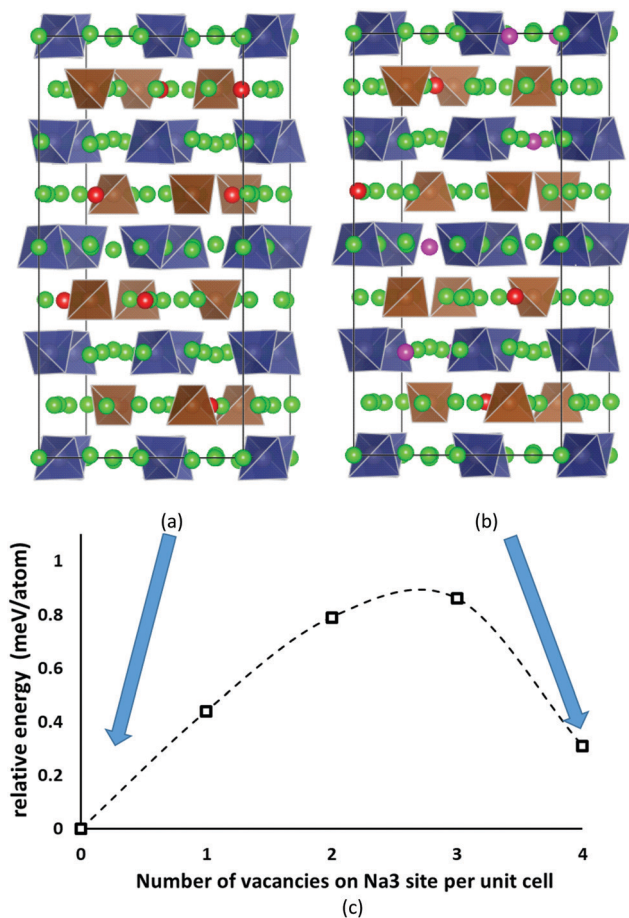 (a)
(b)
relative energy (meV/atom)
1
0.8
0.6
0.4
0.2
0
0
1
2
3
4
Number of vacancies on Na3 site per unit cell
(c)